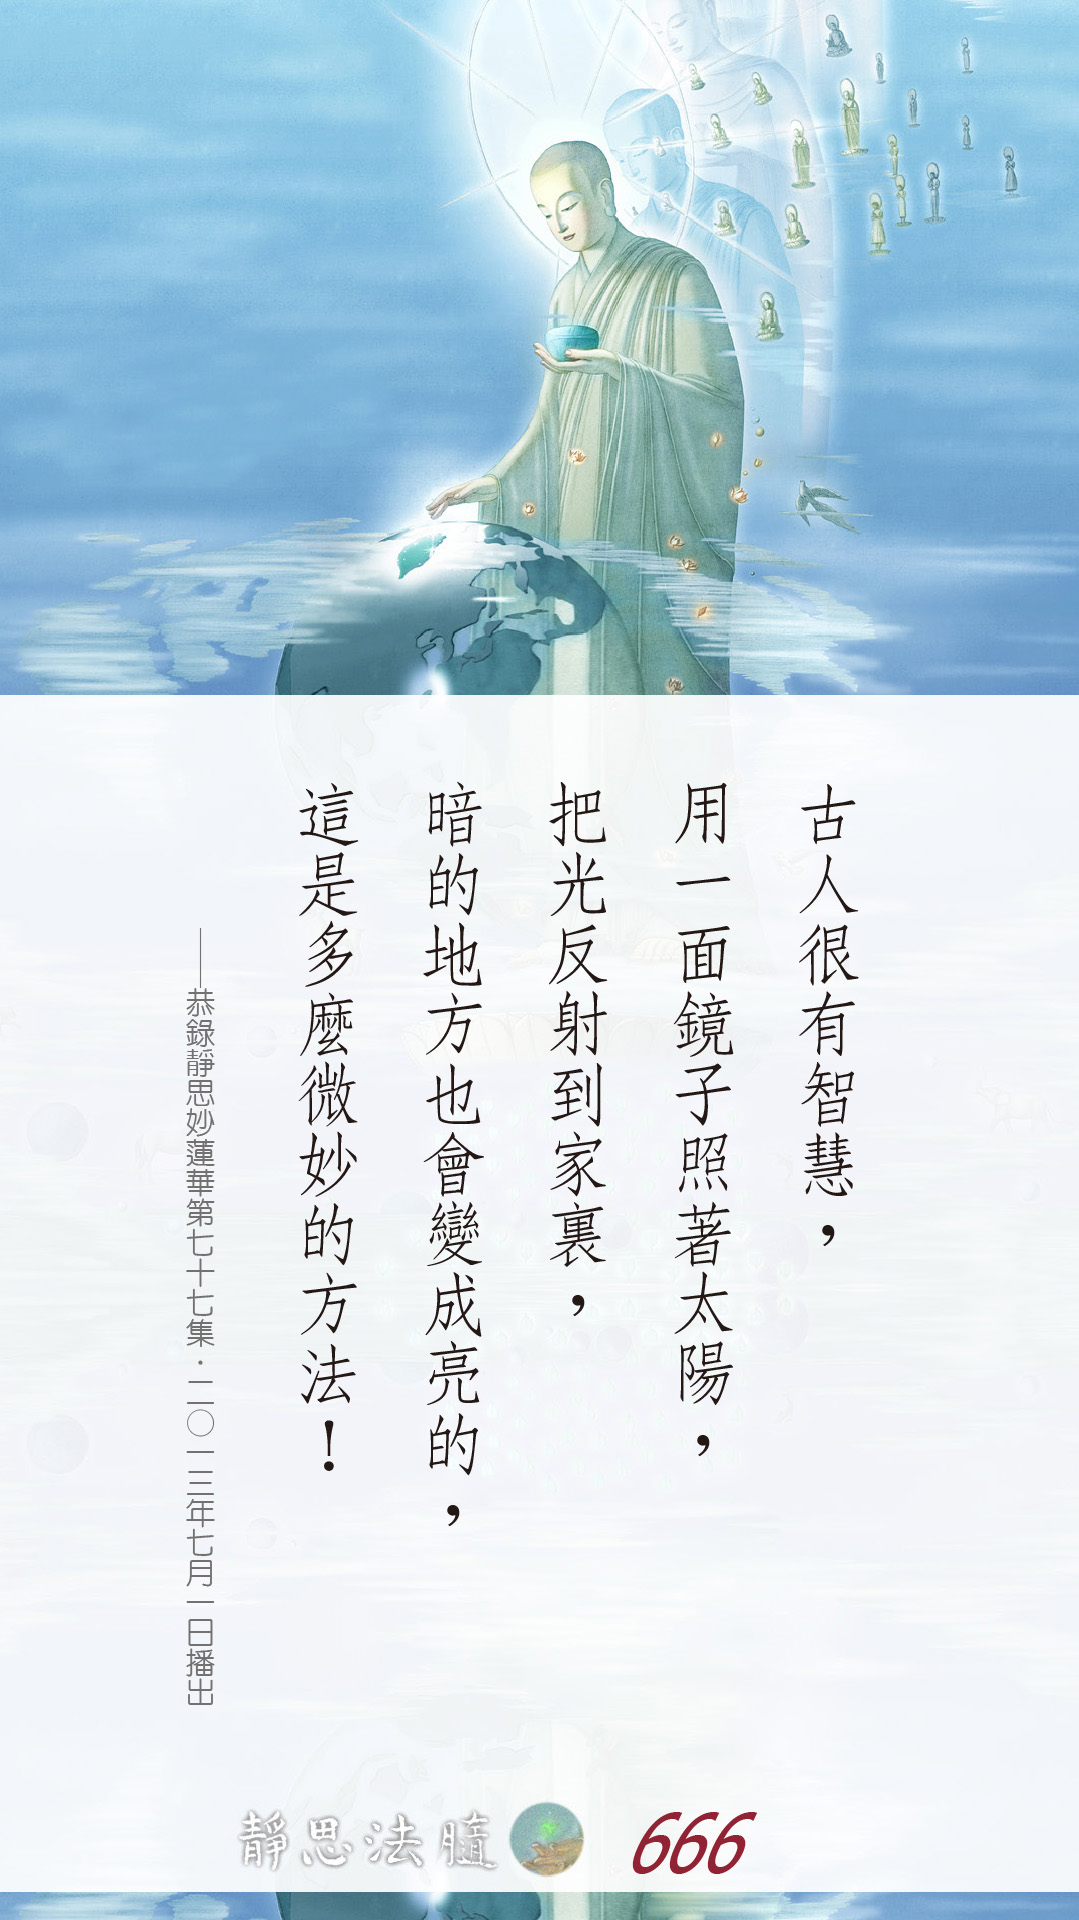 古人很有智慧，
用一面鏡子照著太陽，
把光反射到家裏，
暗的地方也會變成亮的，
這是多麼微妙的方法！
——恭錄靜思妙蓮華第七十七集．二〇一三年七月一日播出
靜思法髓
666